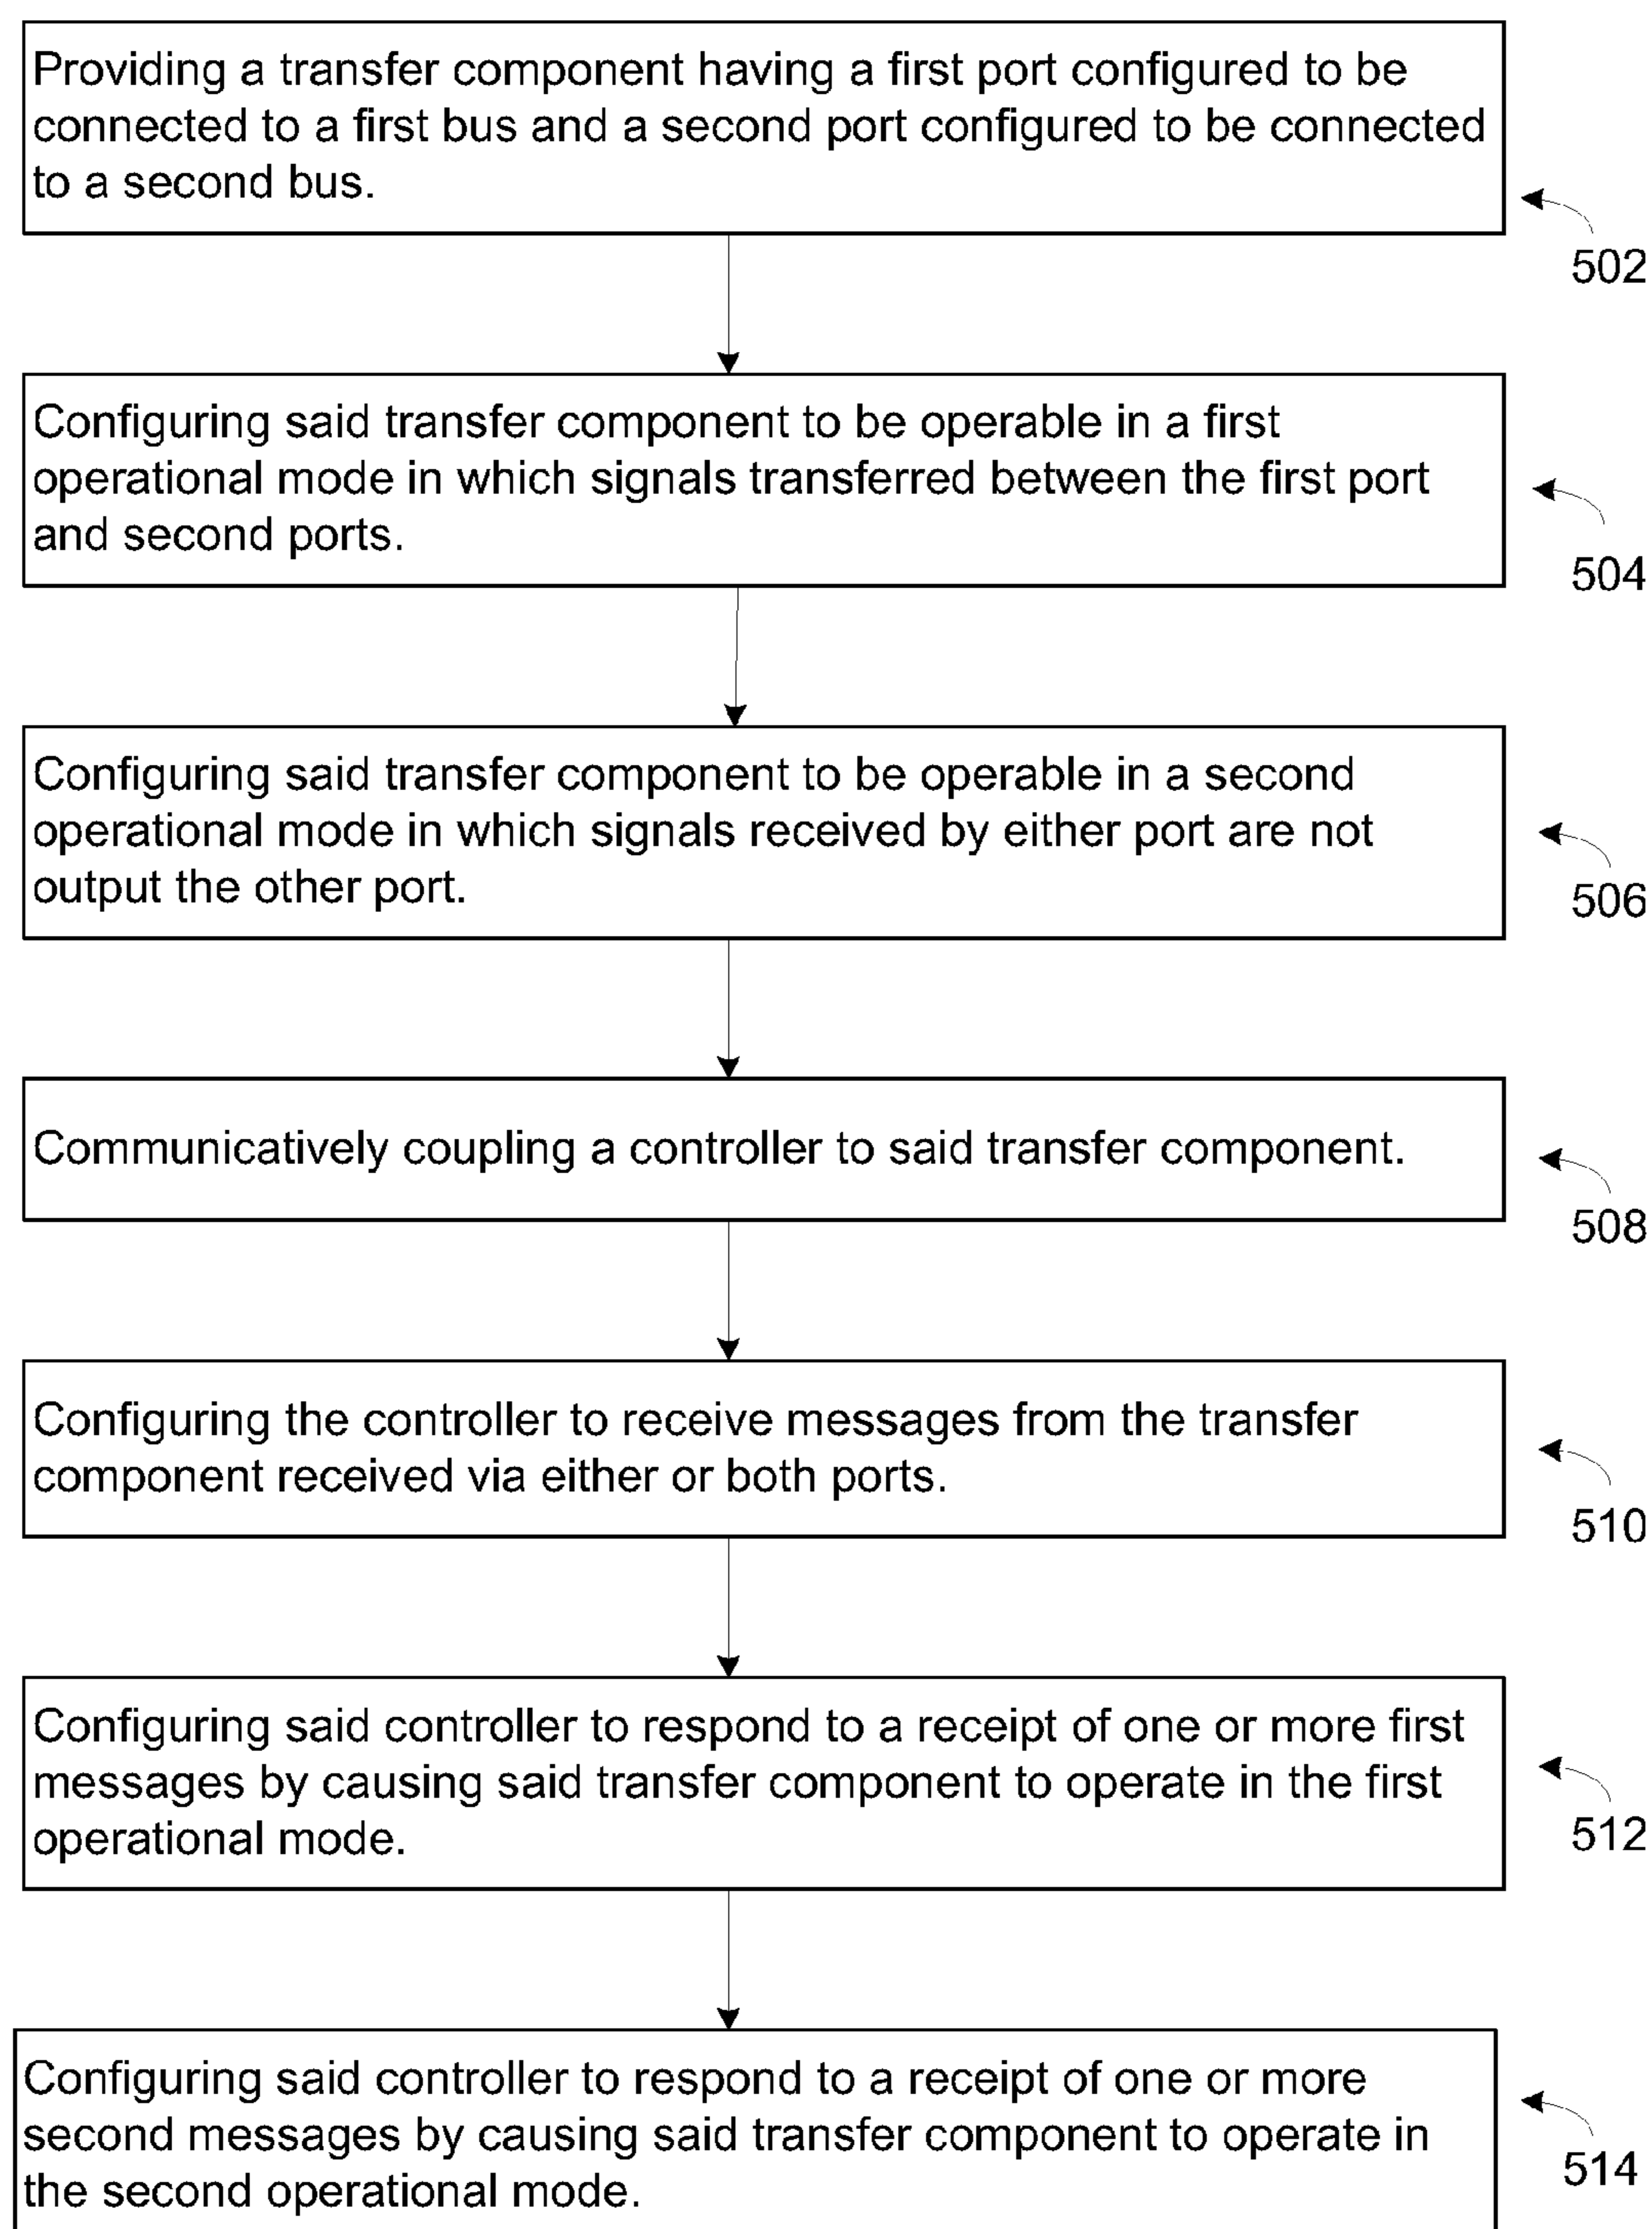 Providing a transfer component having a first port configured to be
connected to a first bus and a second port configured to be connected
to a second bus.
502
Configuring said transfer component to be operable in a first
operational mode in which signals transferred between the first port
and second ports.
504
Configuring said transfer component to be operable in a second
operational mode in which signals received by either port are not
output the other port.
506
Communicatively coupling a controller to said transfer component.
508
Configuring the controller to receive messages from the transfer
component received via either or both ports.
510
Configuring said controller to respond to a receipt of one or more first
messages by causing said transfer component to operate in the first
operational mode.
512
Configuring said controller to respond to a receipt of one or more
second messages by causing said transfer component to operate in
the second operational mode.
514